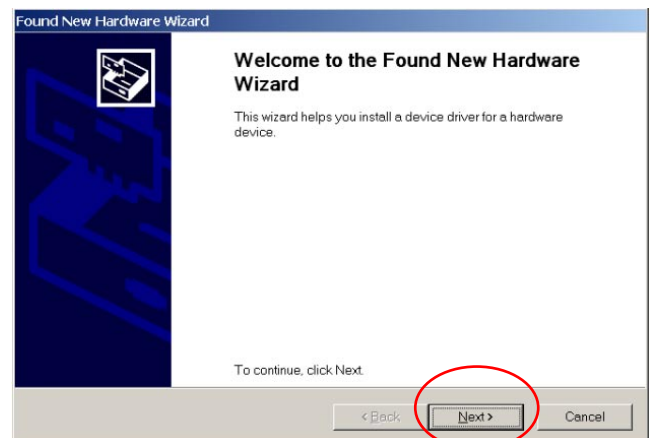 Found New Hardware Wizard
Welcome to the Found New Hardware
Wizard
This wizard helps you install a device driver for a hardware
device.
To continue, click Next.
< Back
Next >
Cancel